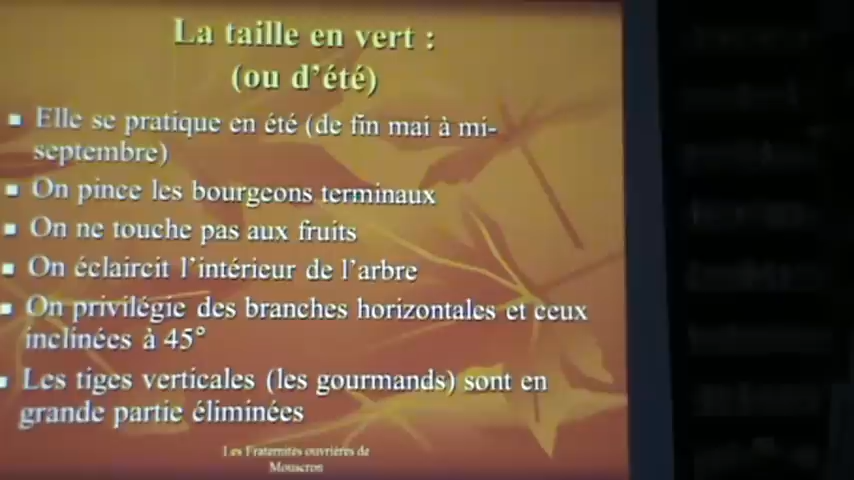 La taille en vert :
(ou d'été)
Elle se pratique en été (de fin mai à mi-
septembre)
On pince les bourgeons terminaux
On ne touche pas aux fruits
On éclaircit l'intérieur de l'arbre
On privilégie des branches horizontales et ceux
inclinées à 45°
Les tiges verticales (les gourmands) sont en
grande partie éliminées
Les Fraternités ouvrières de
Mouscron